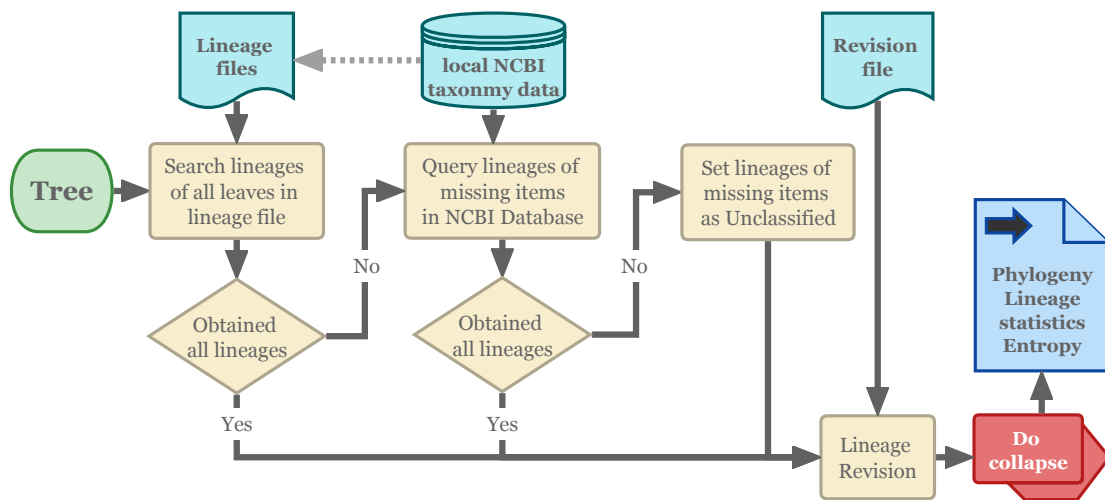 Lineage
files
local NCBI
taxonmy data
Revision
file
Tree
Search lineages
of all leaves in
lineage file
Query lineages of
missing items
in NCBI Database
Set lineages of
missing items
as Unclassified
No
No
Obtained
all lineages
Obtained
all lineages
Phylogeny
Lineage
statistics
Entropy
Yes
Yes
Lineage
Revision
Do
collapse